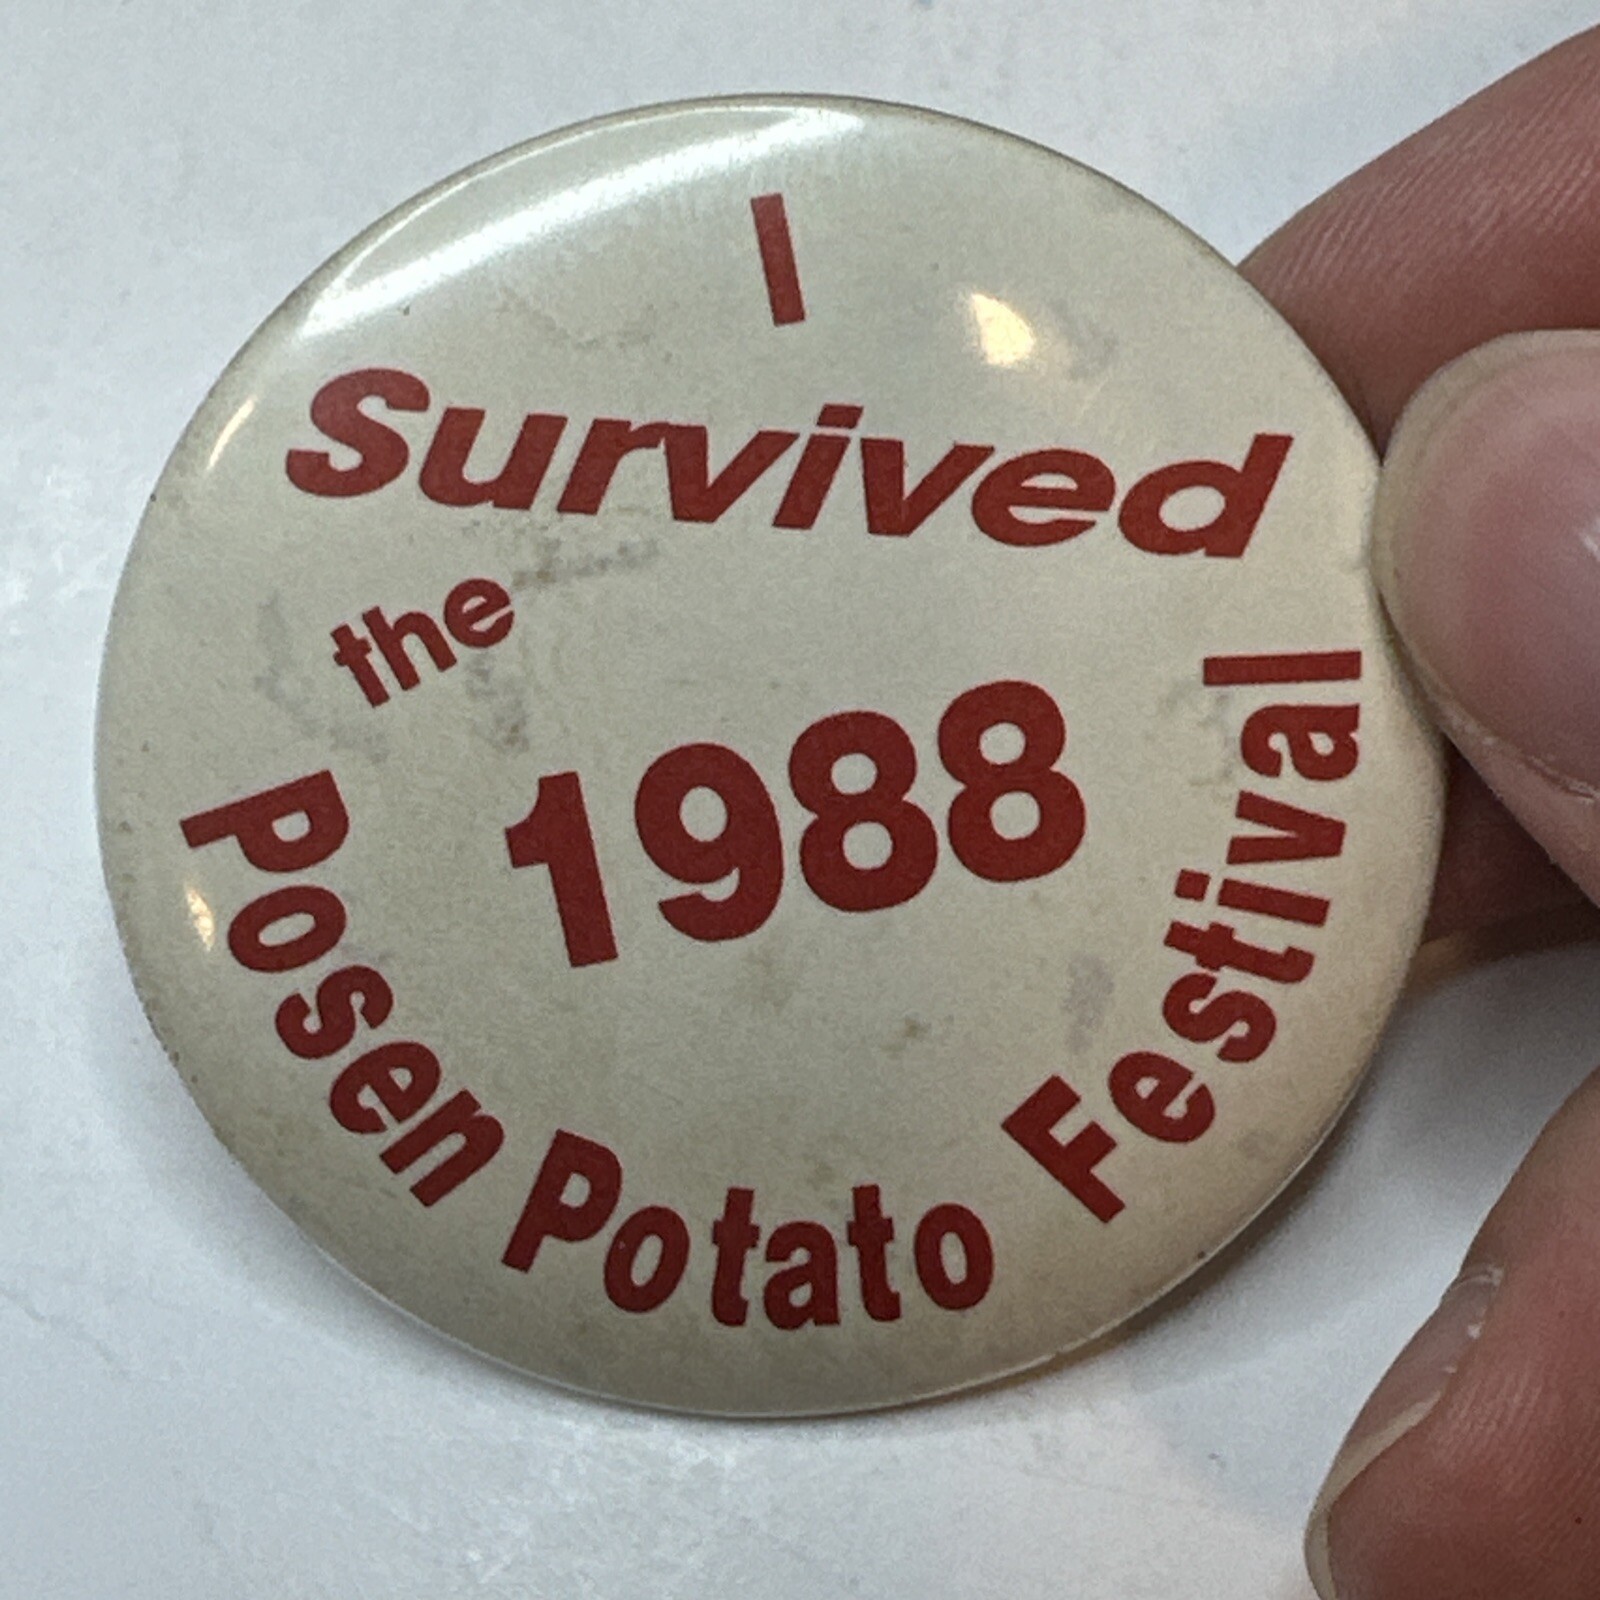 I
Survived
the
1988
Posen Potato Festival